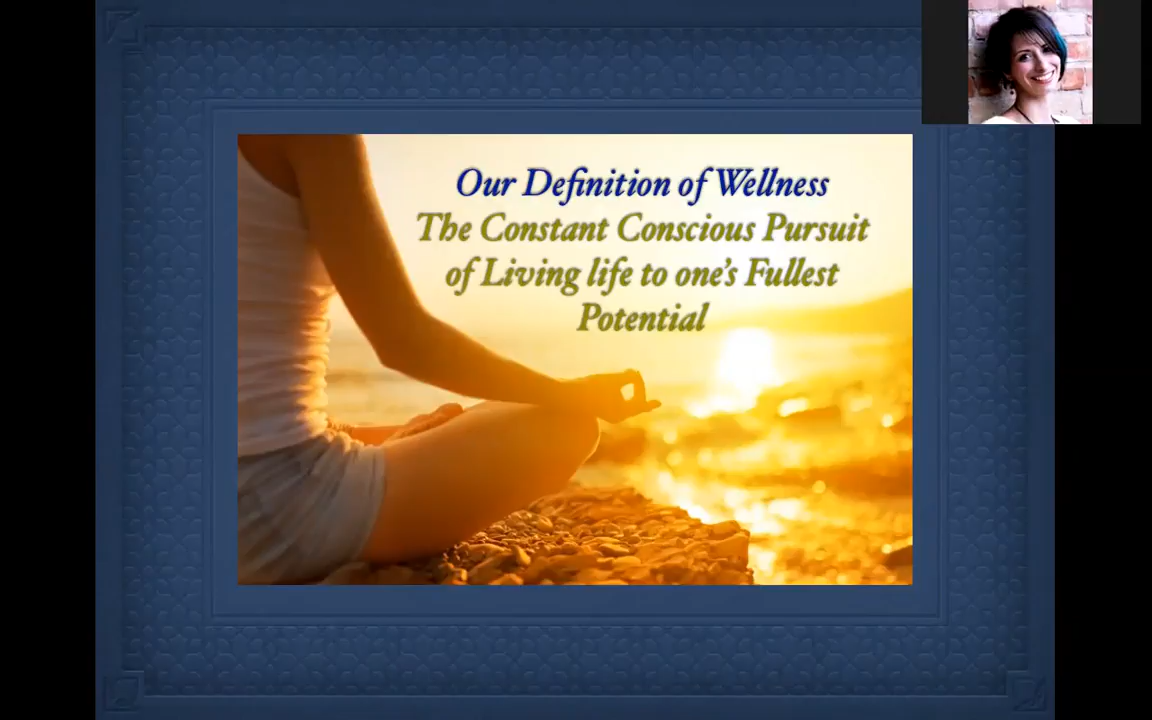 Our Definition of Wellness
The Constant Conscious Pursuit
of Living life to one's Fullest
Potential